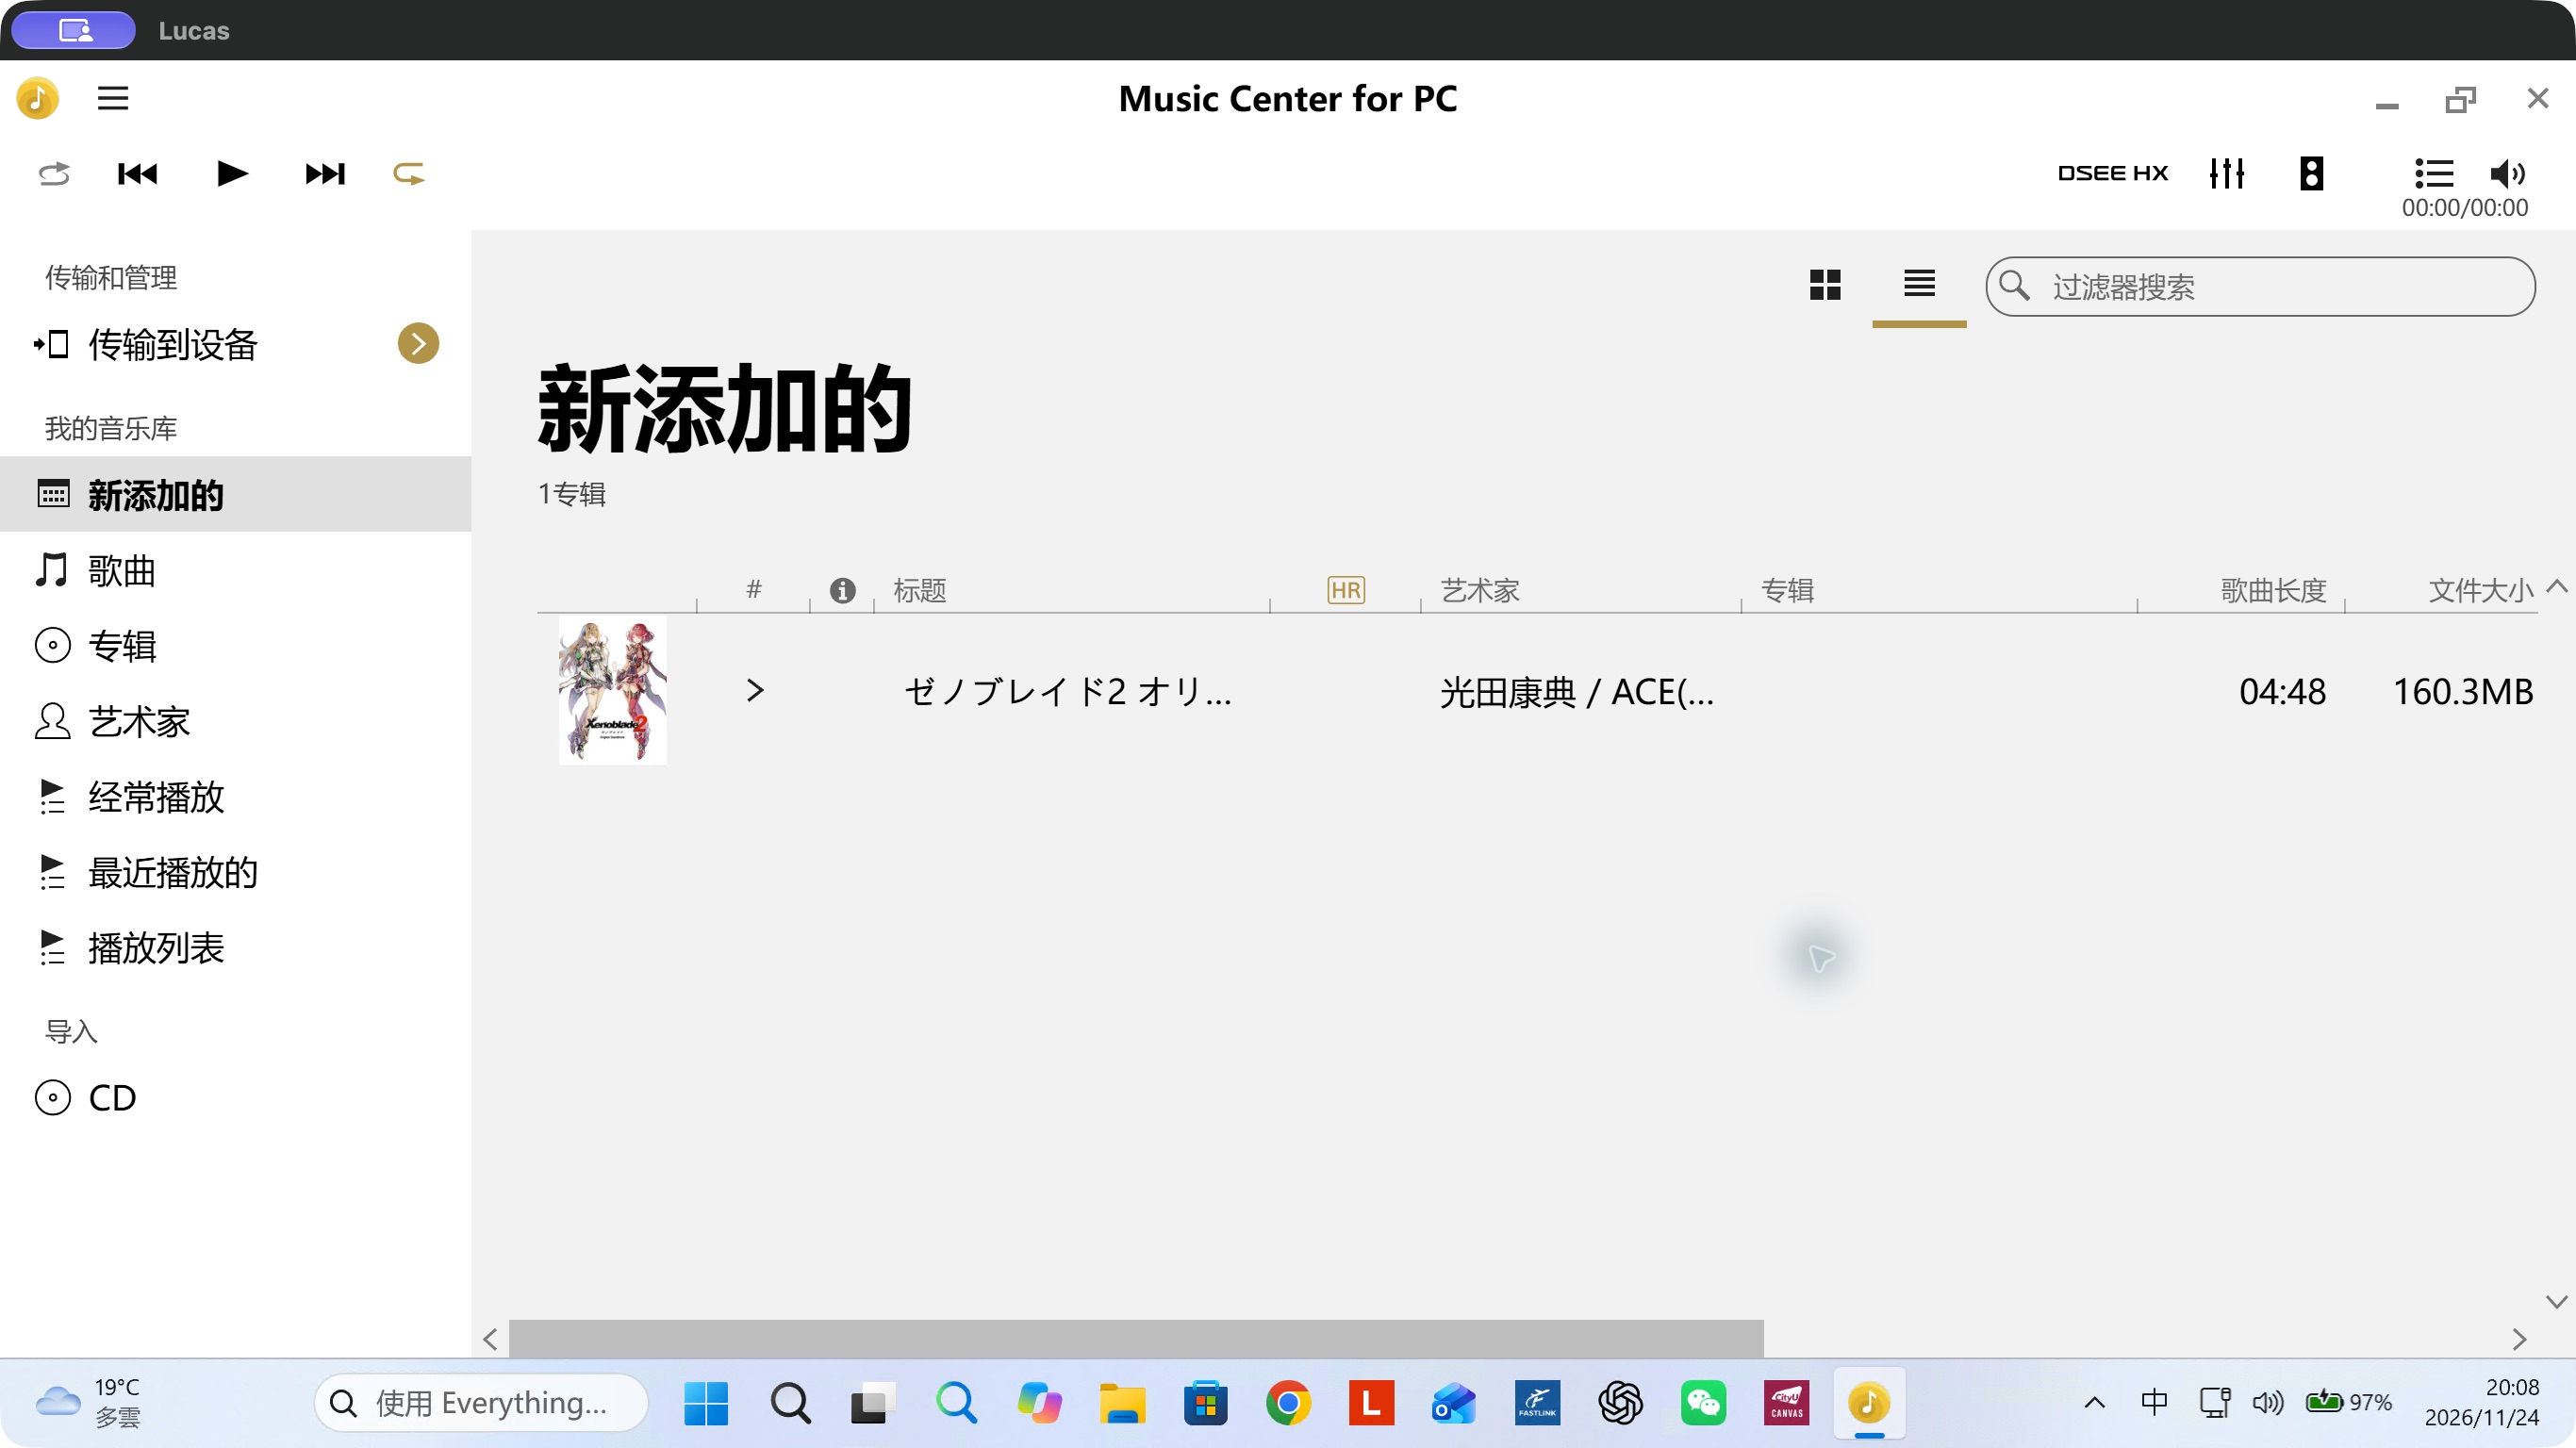 Lucas
Music Center for PC
DSEE HX
00:00/00:00
传输和管理
传输到设备
我的音乐库
新添加的
歌曲
专辑
艺术家
经常播放
最近播放的
播放列表
导入
CD
过滤器搜索
新添加的
1专辑
# 标题 HR 艺术家 专辑 歌曲长度 文件大小
Xenoblade2
ゼノブレイド2 オリ... 光田康典 / ACE(... 04:48 160.3MB
19°C
多雲
使用 Everything...
L
FASTLINK
CityU
CANVAS
中
97%
20:08
2026/11/24